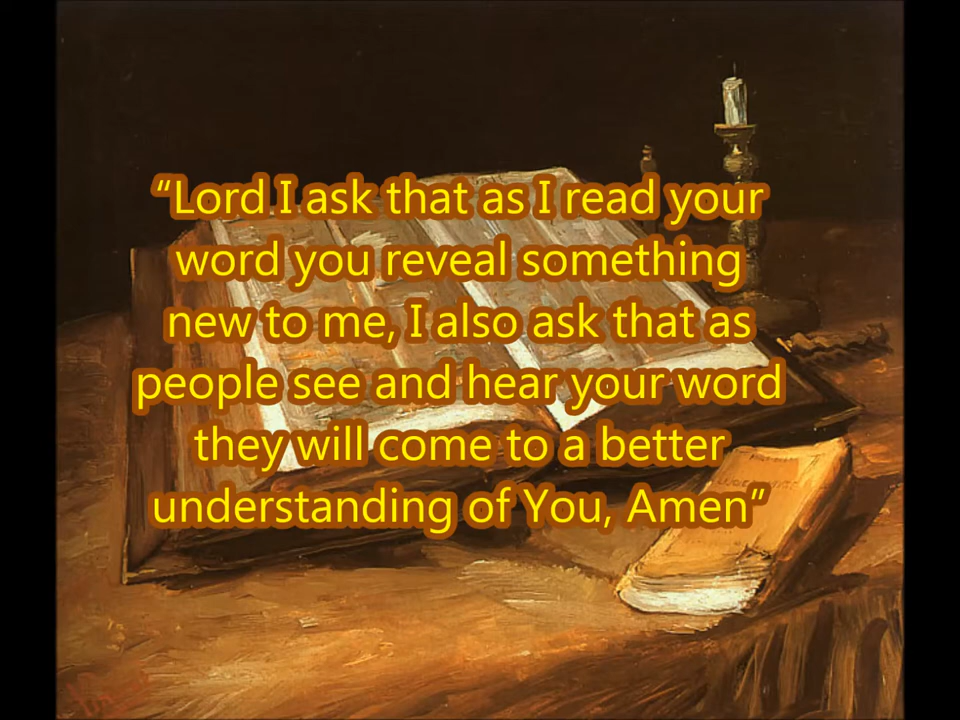 “Lord I ask that as I read your
word you reveal something
new to me, I also ask that as
people see and hear your word
they will come to a better
understanding of You, Amen”